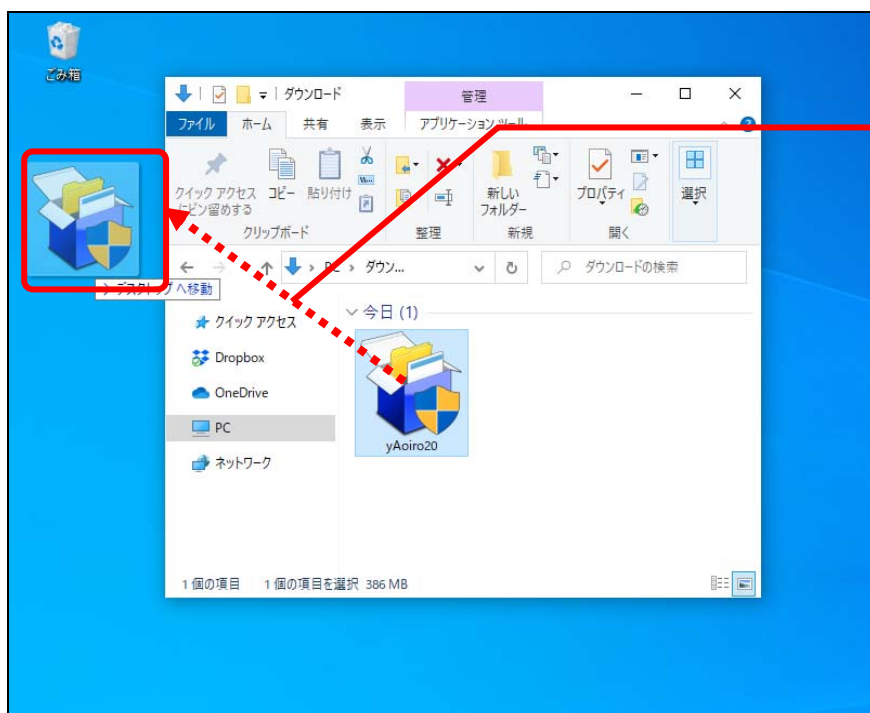 ごみ箱
ダウンロード
管理
ファイル
ホーム
共有
表示
アプリケーション ツール
クイック アクセス
にピン留めする
コピー
貼り付け
新しい
フォルダー
プロパティ
選択
クリップボード
整理
新規
開く
PC
ダウン...
ダウンロードの検索
デスクトップ へ移動
クイック アクセス
Dropbox
OneDrive
PC
ネットワーク
今日 (1)
yAoiro20
1 個の項目
1 個の項目を選択 386 MB